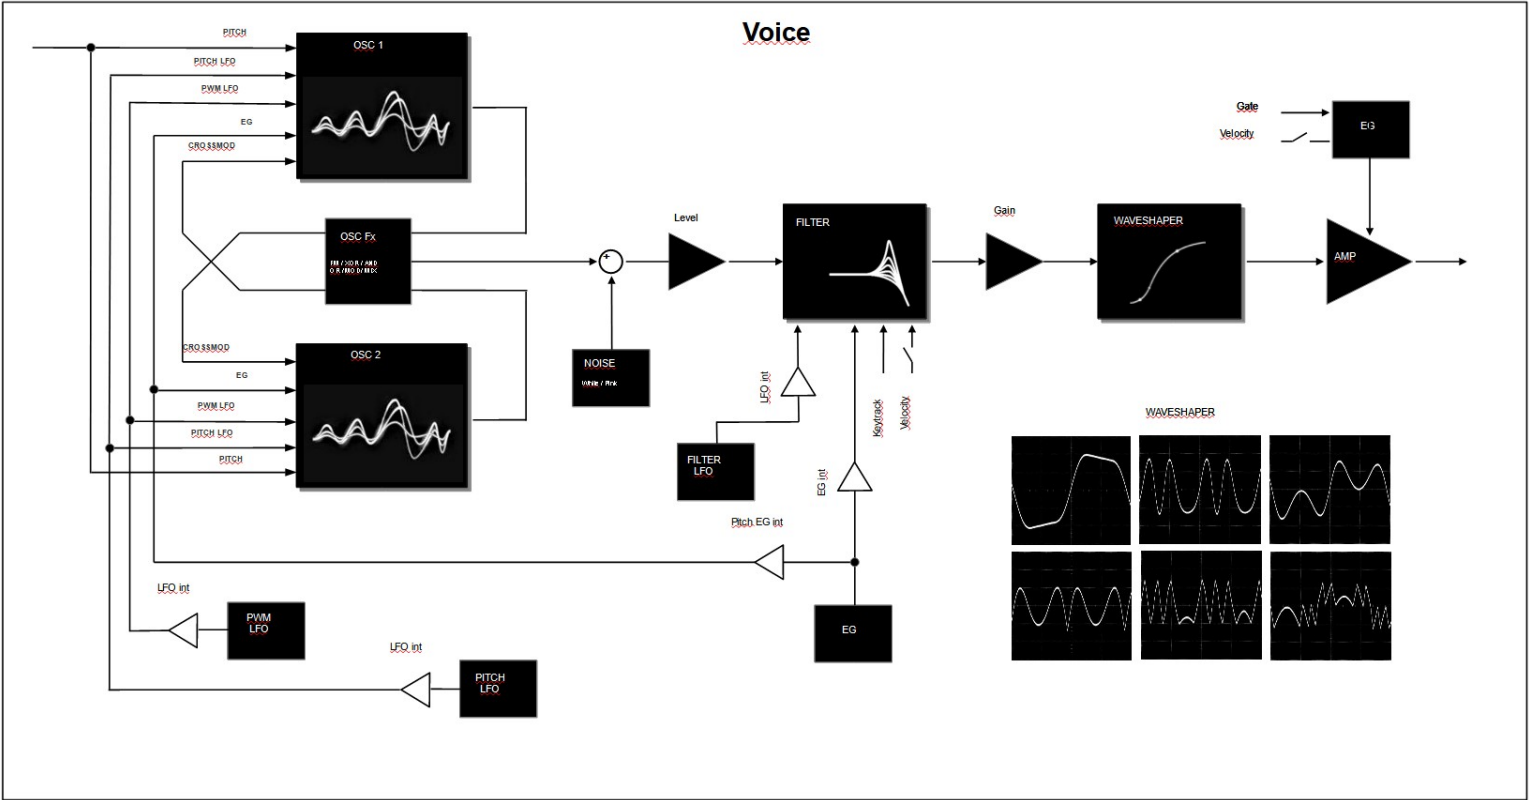 Voice
PITCH
PITCH LFO
PWM LFO
EG
CROSSMOD
OSC 1
Gate
Velocity
EG
OSC Fx
FM / XOR / AND
OR/MOD/MIX
Level
FILTER
Gain
WAVESHAPER
AMP
+
CROSSMOD
EG
PWM LFO
PITCH LFO
PITCH
OSC 2
NOISE
White / Pink
LFO int
FILTER
LFO
Keytrack
Velocity
EG int
Pitch EG int
WAVESHAPER
LFO int
PWM
LFO
EG
LFO int
PITCH
LFO